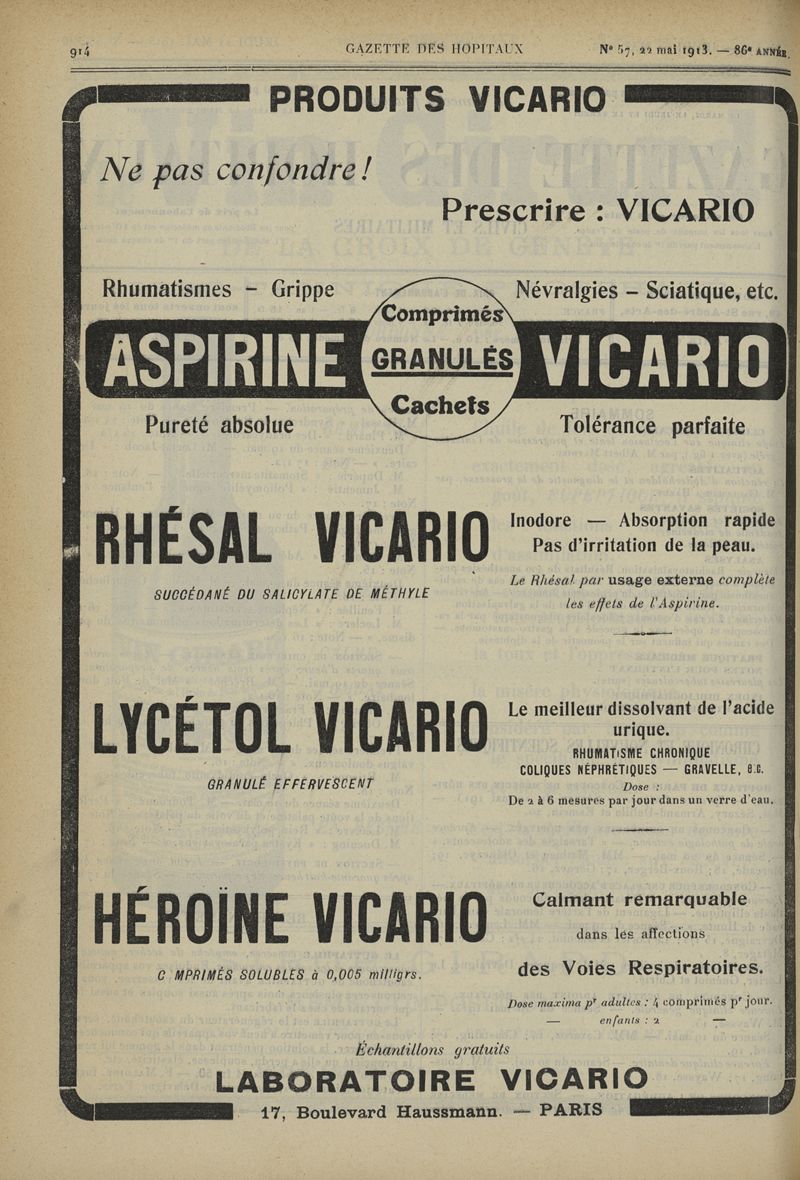 914 GAZETTE DES HOPITAUX N° 57, 22 mai 1913. — 86e ANNÉE.
PRODUITS VICARIO
Ne pas confondre!
Prescrire : VICARIO
Rhumatismes – Grippe
Névralgies – Sciatique, etc.
ASPIRINE
Comprimés
GRANULÉS
Cachets
VICARIO
Pureté absolue
Tolérance parfaite
RHÉSAL VICARIO
SUCCÉDANÉ DU SALICYLATE DE MÉTHYLE
Inodore — Absorption rapide
Pas d'irritation de la peau.
Le Rhésal par usage externe complète
les effets de l'Aspirine.
LYCÉTOL VICARIO
GRANULÉ EFFERVESCENT
Le meilleur dissolvant de l'acide
urique.
RHUMATISME CHRONIQUE
COLIQUES NÉPHRÉTIQUES — GRAVELLE,
Dose :
De 2 à 6 mesures par jour dans un verre d'eau.
HÉROÏNE VICARIO
C MPRIMÉS SOLUBLES à 0,005 milligrs.
Calmant remarquable
dans les affections
des Voies Respiratoires.
Dose maxima pr adultes : 4 comprimés pr jour.
— enfants : 2 —
Échantillons gratuits
LABORATOIRE VICARIO
17, Boulevard Haussmann. — PARIS